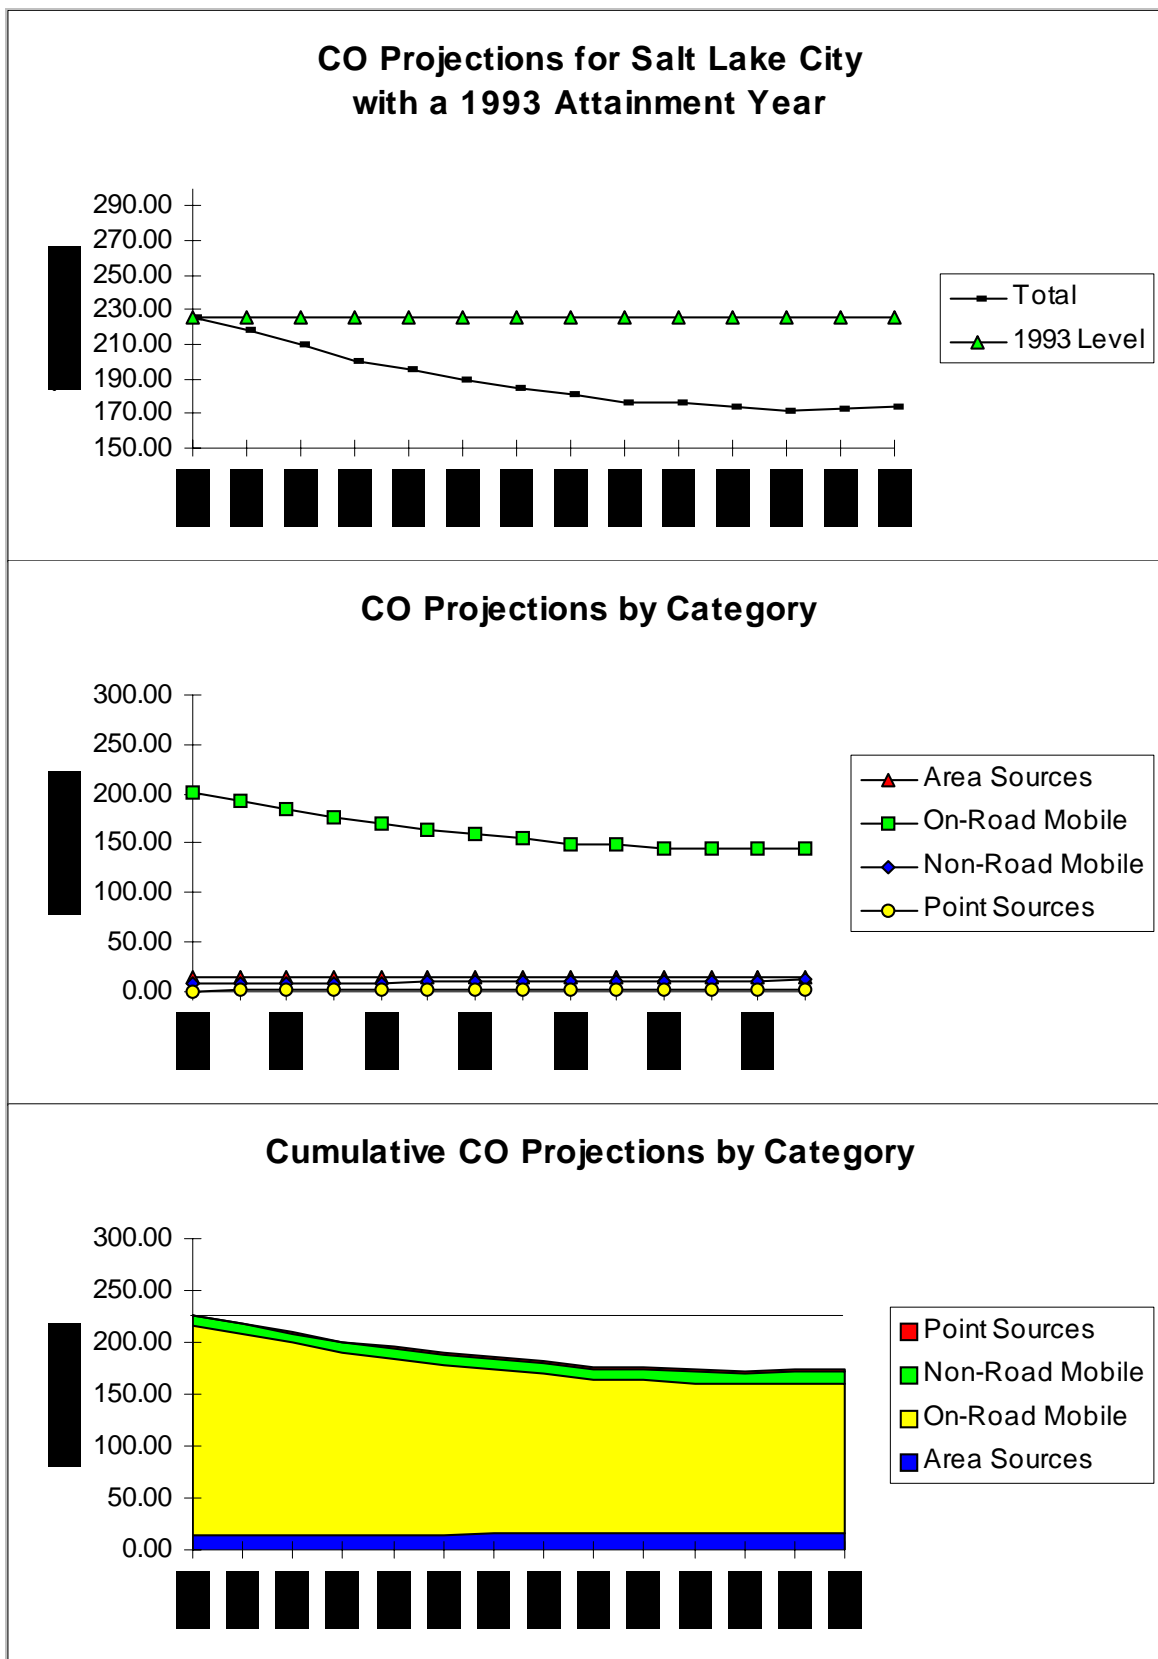 CO Projections for Salt Lake City
with a 1993 Attainment Year
290.00
270.00
250.00
230.00
210.00
190.00
170.00
150.00
Total
1993 Level
CO Projections by Category
300.00
250.00
200.00
150.00
100.00
50.00
0.00
Area Sources
On-Road Mobile
Non-Road Mobile
Point Sources
Cumulative CO Projections by Category
300.00
250.00
200.00
150.00
100.00
50.00
0.00
Point Sources
Non-Road Mobile
On-Road Mobile
Area Sources